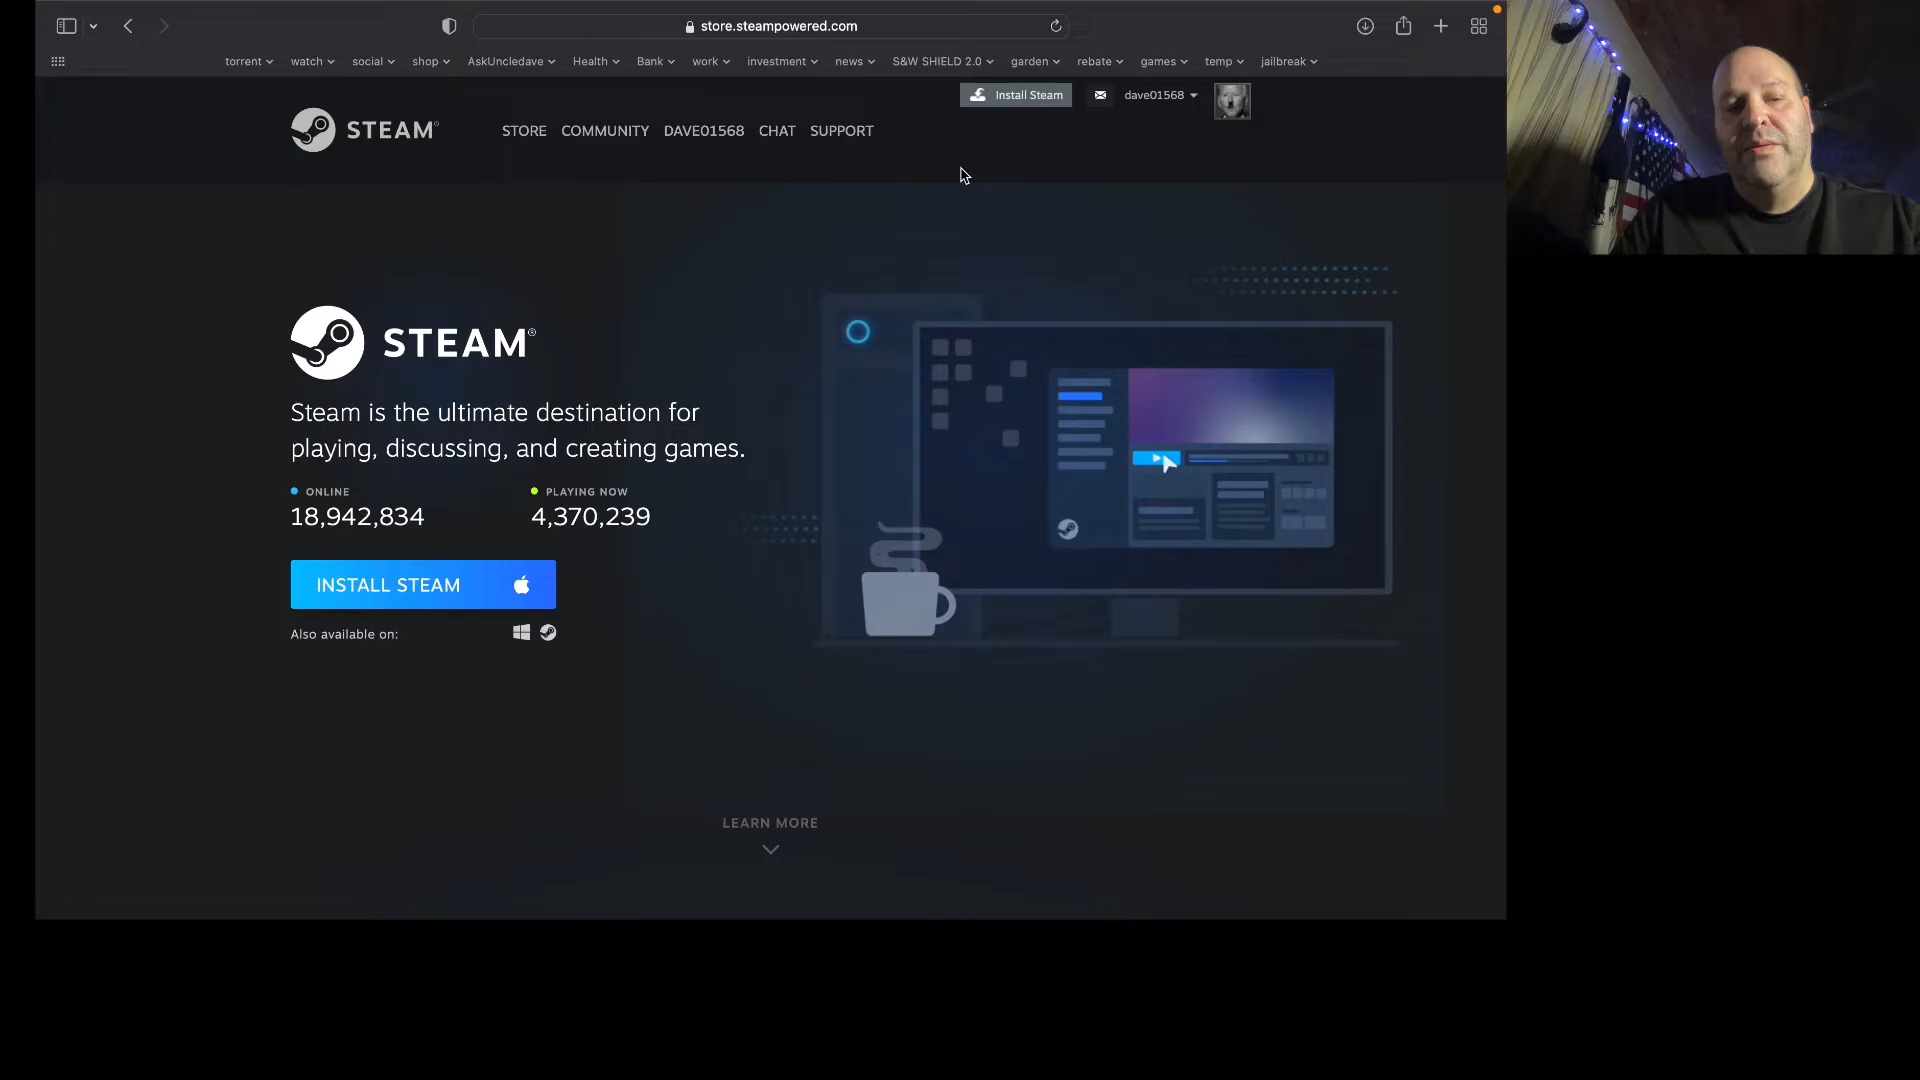 store.steampowered.com
torrent watch social shop AskUncledave Health Bank work investment news S&W SHIELD 2.0 garden rebate games temp jailbreak
Install Steam dave01568
STEAM®
STORE COMMUNITY DAVE01568 CHAT SUPPORT
STEAM®
Steam is the ultimate destination for
playing, discussing, and creating games.
ONLINE PLAYING NOW
18,942,834 4,370,239
INSTALL STEAM
Also available on:
LEARN MORE